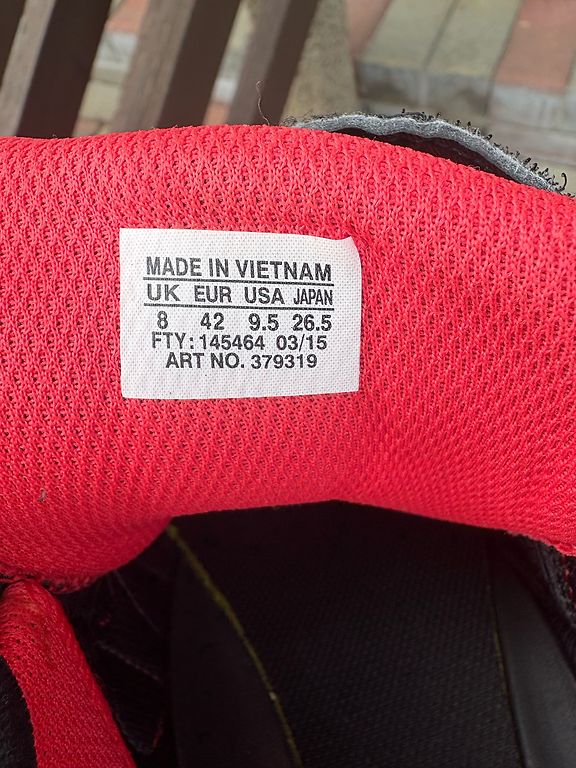 MADE IN VIETNAM
UK EUR USA JAPAN
8 42 9.5 26.5
FTY: 145464 03/15
ART NO. 379319